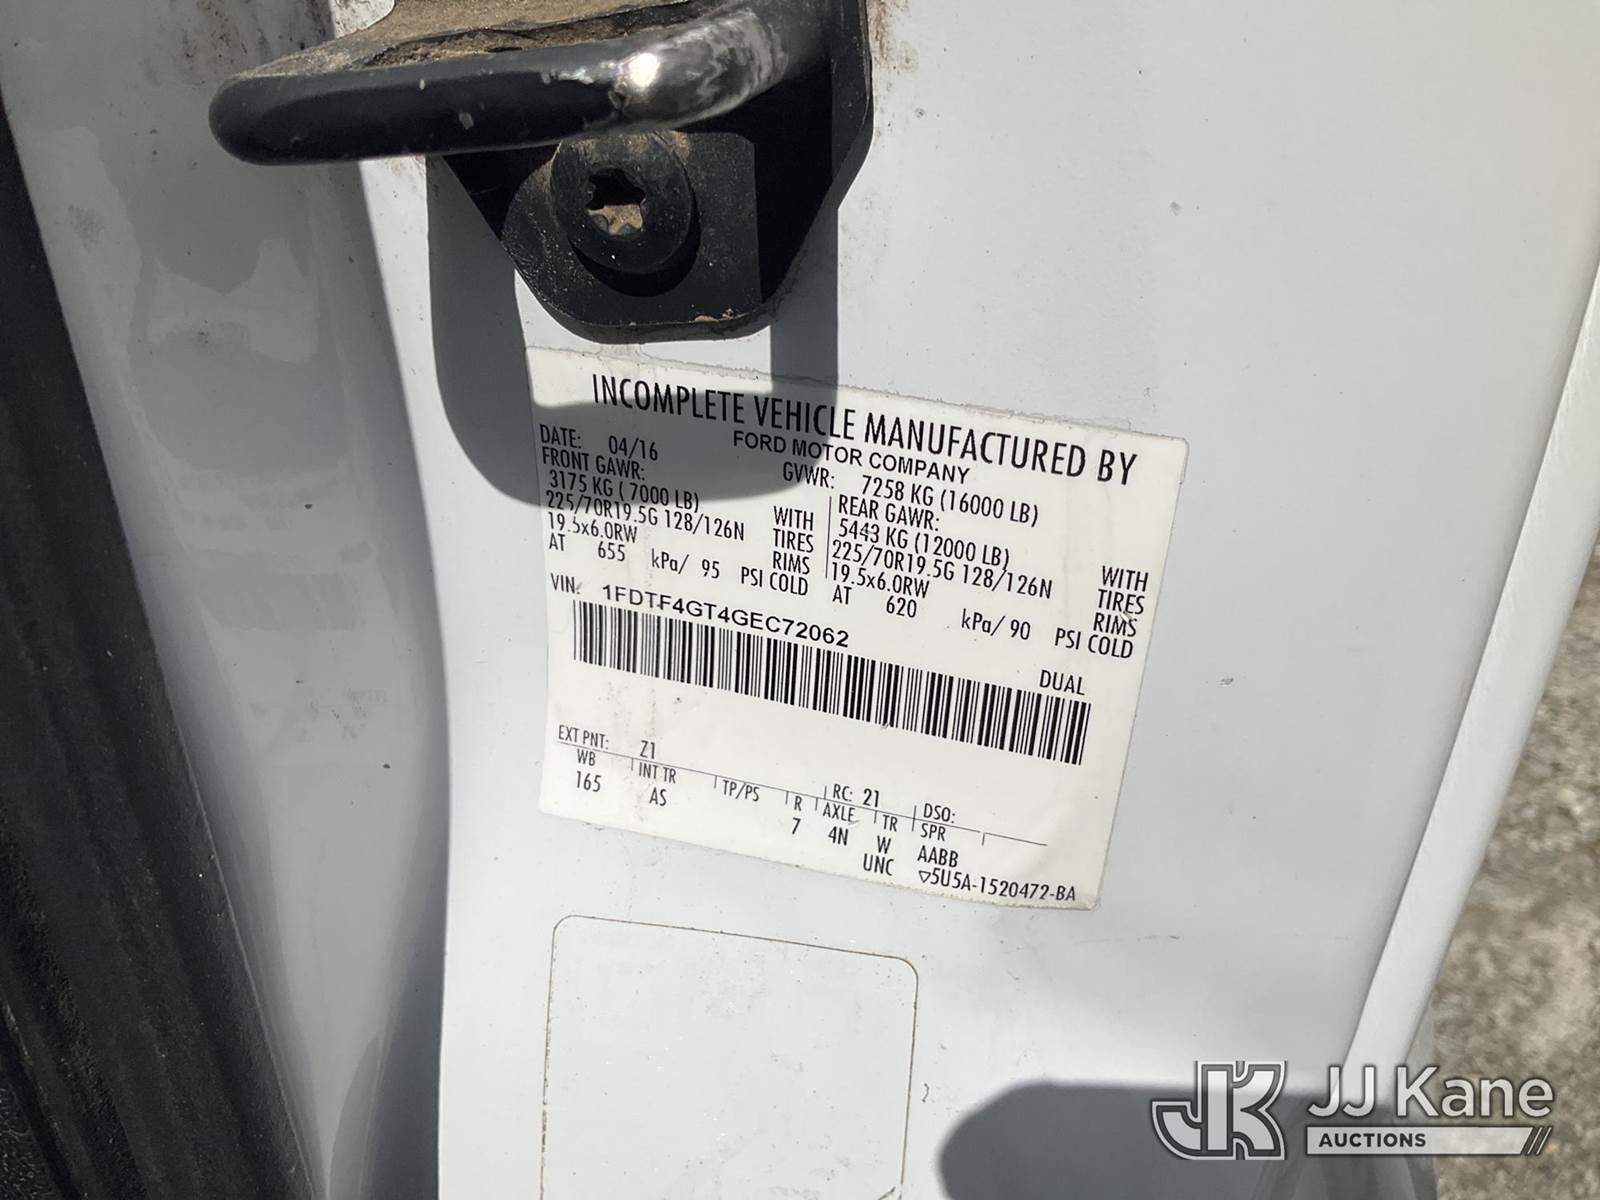 INCOMPLETE VEHICLE MANUFACTURED BY
FORD MOTOR COMPANY
DATE: 04/16 GVWR: 7258 KG (16000 LB)
FRONT GAWR: REAR GAWR:
3175 KG ( 7000 LB) WITH 5443 KG (12000 LB) WITH
225/70R19.5G 128/126N TIRES 225/70R19.5G 128/126N TIRES
19.5x6.0RW RIMS 19.5x6.0RW RIMS
AT 655 kPa/ 95 PSI COLD AT 620 kPa/ 90 PSI COLD
VIN: 1FDTF4GT4GEC72062
DUAL
EXT PNT: Z1 RC: 21 DSO:
WB INT TR TP/PS R AXLE TR SPR
165 AS 7 4N W AABB
UNC ▽5U5A-1520472-BA
JK JJ Kane
AUCTIONS